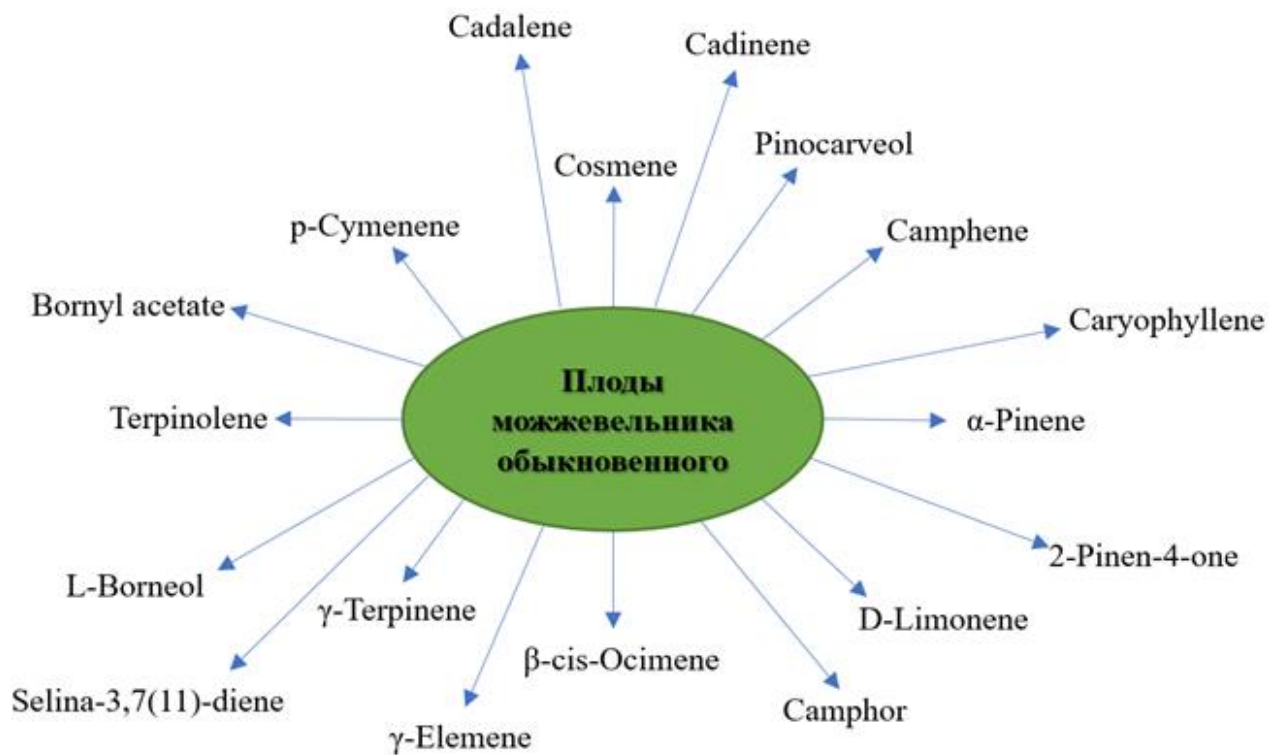 Cadalene
Cadinene
Cosmene
Pinocarveol
p-Cymenene
Camphene
Bornyl acetate
Caryophyllene
Плоды
можжевельника
обыкновенного
Terpinolene
α-Pinene
2-Pinen-4-one
L-Borneol
γ-Terpinene
D-Limonene
β-cis-Ocimene
Selina-3,7(11)-diene
Camphor
γ-Elemene